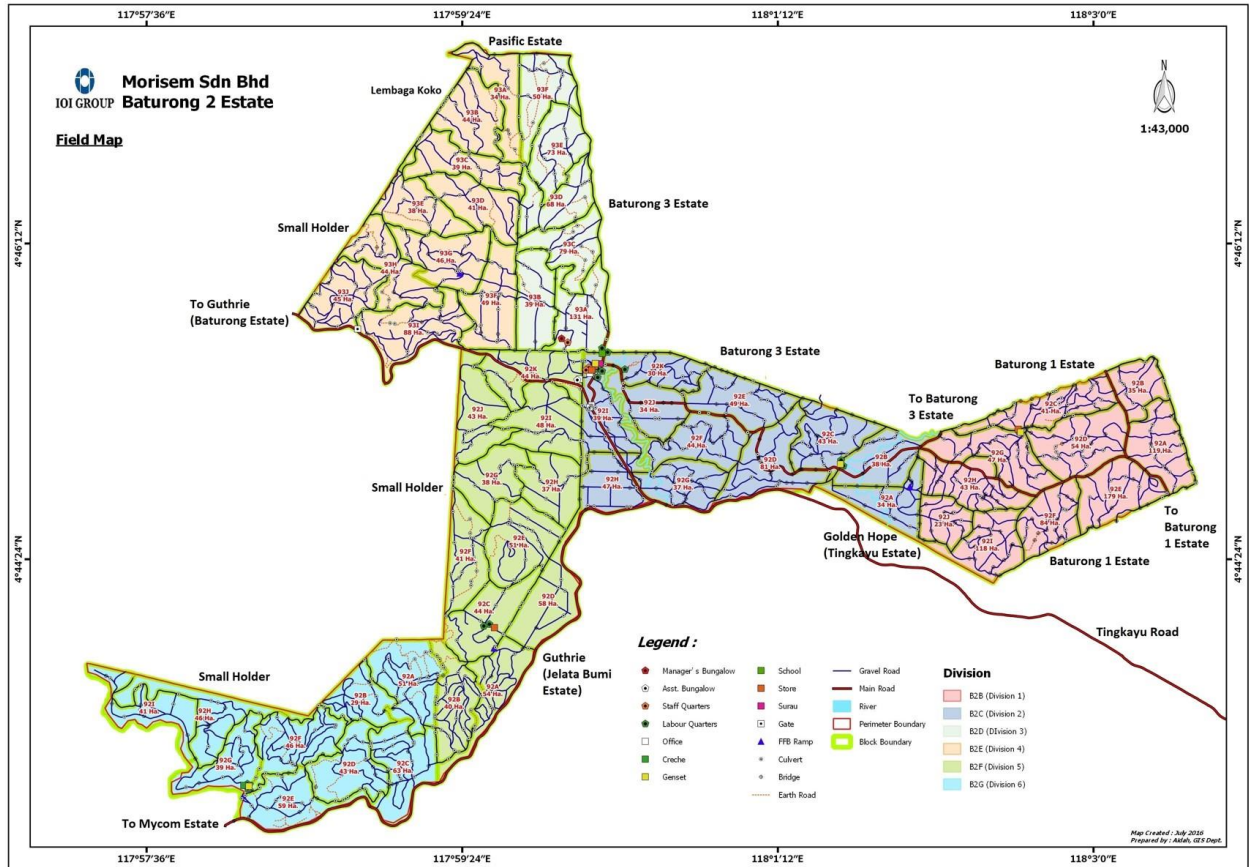 117°57'36"E
117°59'24"E
118°1'12"E
118°3'0"E
IOI GROUP
Morisem Sdn Bhd
Baturong 2 Estate
Field Map
N
1:43,000
4°46'12"N
4°46'12"N
4°44'24"N
4°44'24"N
Pasific Estate
Lembaga Koko
Small Holder
To Guthrie
(Baturong Estate)
Baturong 3 Estate
93A
34 Ha.
93B
44 Ha.
93C
39 Ha.
93E
38 Ha.
93D
41 Ha.
93G
46 Ha.
93H
44 Ha.
93J
45 Ha.
93I
88 Ha.
93F
49 Ha.
93F
50 Ha.
93E
73 Ha.
93D
68 Ha.
93C
79 Ha.
93B
39 Ha.
93A
131 Ha.
Baturong 3 Estate
To Baturong
3 Estate
Baturong 1 Estate
92K
44 Ha.
92J
43 Ha.
92I
48 Ha.
92G
38 Ha.
92H
37 Ha.
92E
51 Ha.
92F
41 Ha.
92D
58 Ha.
92C
44 Ha.
92A
54 Ha.
92B
40 Ha.
92K
30 Ha.
92J
34 Ha.
92E
49 Ha.
92I
39 Ha.
92F
44 Ha.
92C
43 Ha.
92D
81 Ha.
92B
38 Ha.
92H
47 Ha.
92G
37 Ha.
92A
34 Ha.
92B
35 Ha.
92C
41 Ha.
92D
54 Ha.
92A
119 Ha.
92G
47 Ha.
92H
43 Ha.
92E
179 Ha.
92J
23 Ha.
92F
84 Ha.
92I
118 Ha.
Small Holder
Golden Hope
(Tingkayu Estate)
Baturong 1 Estate
To
Baturong
1 Estate
Tingkayu Road
Guthrie
(Jelata Bumi
Estate)
Small Holder
92A
51 Ha.
92B
29 Ha.
92I
41 Ha.
92H
46 Ha.
92F
46 Ha.
92G
39 Ha.
92D
43 Ha.
92C
63 Ha.
92E
59 Ha.
To Mycom Estate
Legend :
Manager's Bungalow
Asst. Bungalow
Staff Quarters
Labour Quarters
Office
Creche
Genset
School
Store
Surau
Gate
FFB Ramp
Culvert
Bridge
Earth Road
Gravel Road
Main Road
River
Perimeter Boundary
Block Boundary
Division
B2B (Division 1)
B2C (Division 2)
B2D (DIvision 3)
B2E (Division 4)
B2F (Division 5)
B2G (Division 6)
Map Created : July 2016
Prepared by : Aklah, GIS Dept.
117°57'36"E
117°59'24"E
118°1'12"E
118°3'0"E